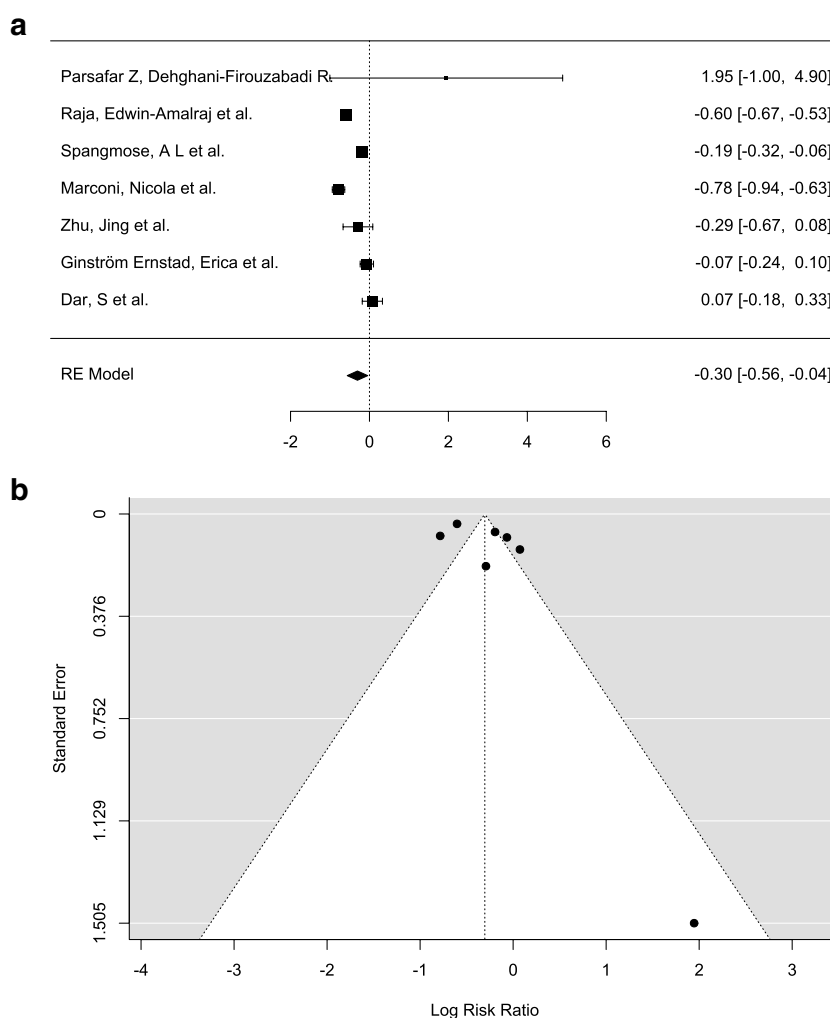 a
Parsafar Z, Dehghani-Firouzabadi R. 1.95 [-1.00, 4.90]
Raja, Edwin-Amalraj et al. -0.60 [-0.67, -0.53]
Spangmose, A L et al. -0.19 [-0.32, -0.06]
Marconi, Nicola et al. -0.78 [-0.94, -0.63]
Zhu, Jing et al. -0.29 [-0.67, 0.08]
Ginström Ernstad, Erica et al. -0.07 [-0.24, 0.10]
Dar, S et al. 0.07 [-0.18, 0.33]
RE Model -0.30 [-0.56, -0.04]
-2 0 2 4 6
b
Standard Error
0
0.376
0.752
1.129
1.505
-4 -3 -2 -1 0 1 2 3
Log Risk Ratio